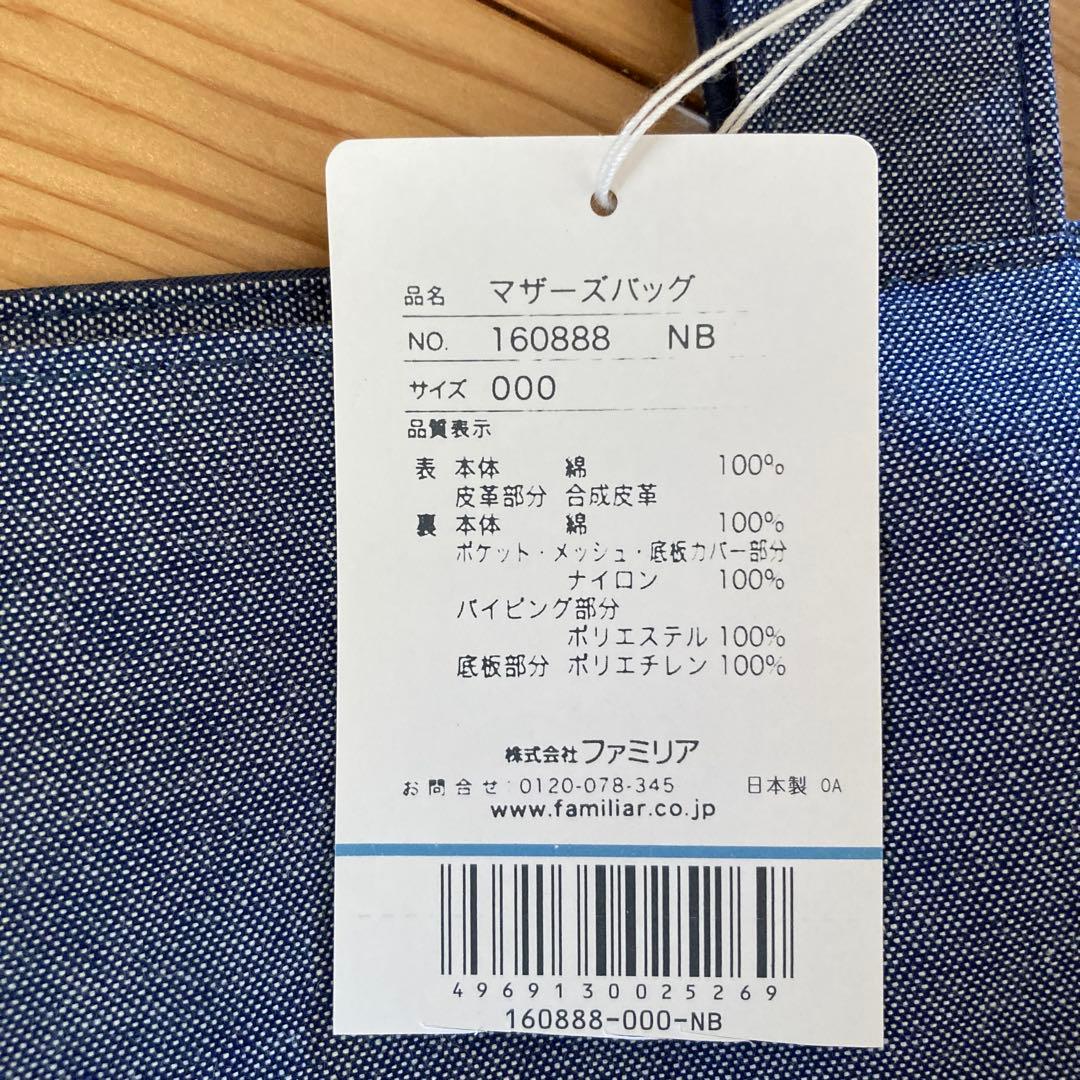 品名 マザーズバッグ
NO. 160888 NB
サイズ 000
品質表示
表 本体 綿 100%
皮革部分 合成皮革
裏 本体 綿 100%
ポケット・メッシュ・底板カバー部分
ナイロン 100%
パイピング部分
ポリエステル 100%
底板部分 ポリエチレン 100%
株式会社ファミリア
お問合せ:0120-078-345 日本製 0A
www.familiar.co.jp
4969130025269
160888-000-NB